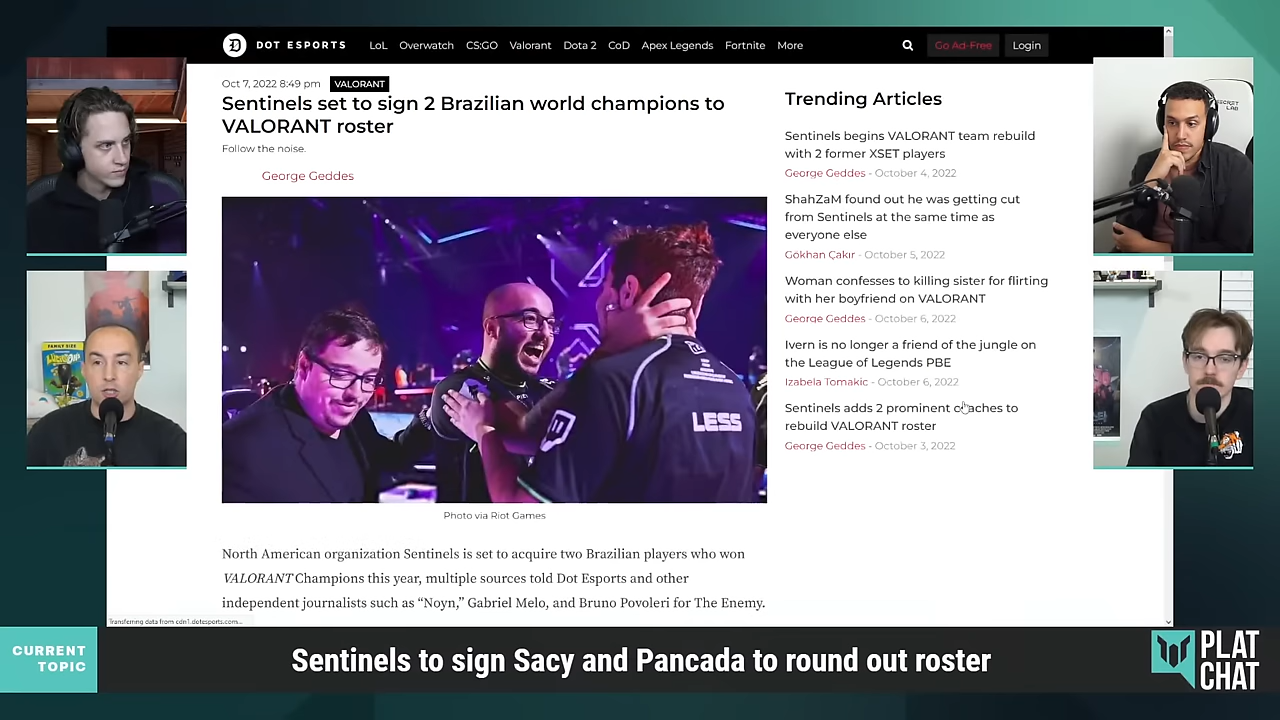 DOT ESPORTS
LoL Overwatch CS:GO Valorant Dota 2 CoD Apex Legends Fortnite More
Go Ad-Free Login
Oct 7, 2022 8:49 pm VALORANT
Sentinels set to sign 2 Brazilian world champions to
VALORANT roster
Follow the noise.
George Geddes
LESS
Photo via Riot Games
North American organization Sentinels is set to acquire two Brazilian players who won
VALORANT Champions this year, multiple sources told Dot Esports and other
independent journalists such as “Noyn,” Gabriel Melo, and Bruno Povoleri for The Enemy.
Transferring data from cdn1.dotesports.com...
Trending Articles
Sentinels begins VALORANT team rebuild
with 2 former XSET players
George Geddes - October 4, 2022
ShahZaM found out he was getting cut
from Sentinels at the same time as
everyone else
Gökhan Çakır - October 5, 2022
Woman confesses to killing sister for flirting
with her boyfriend on VALORANT
George Geddes - October 6, 2022
Ivern is no longer a friend of the jungle on
the League of Legends PBE
Izabela Tomakic - October 6, 2022
Sentinels adds 2 prominent coaches to
rebuild VALORANT roster
George Geddes - October 3, 2022
FAMILY SIZE
CURRENT
TOPIC
Sentinels to sign Sacy and Pancada to round out roster
PLAT
CHAT